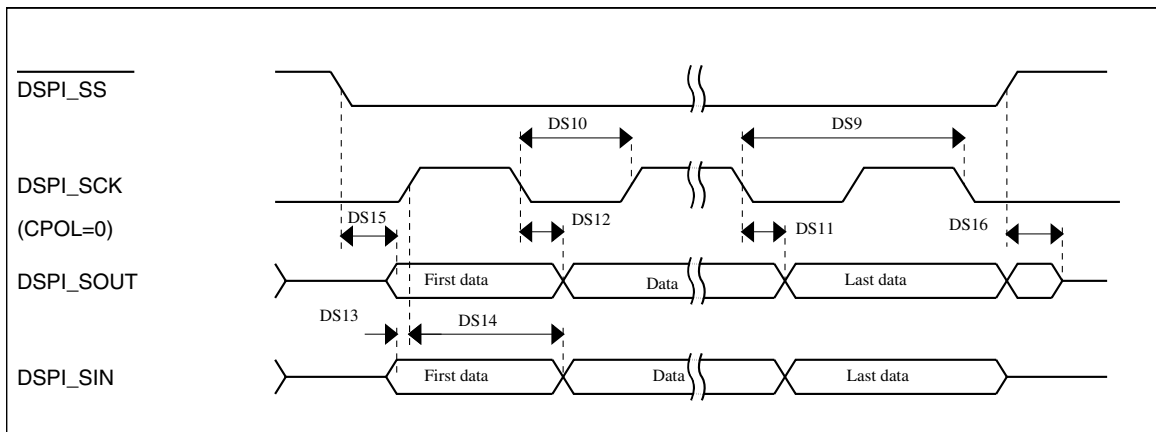 DSPI_SS
DS10
DS9
DSPI_SCK
(CPOL=0)
DS15
DS12
DS11
DS16
DSPI_SOUT
First data
Data
Last data
DS13
DS14
DSPI_SIN
First data
Data
Last data